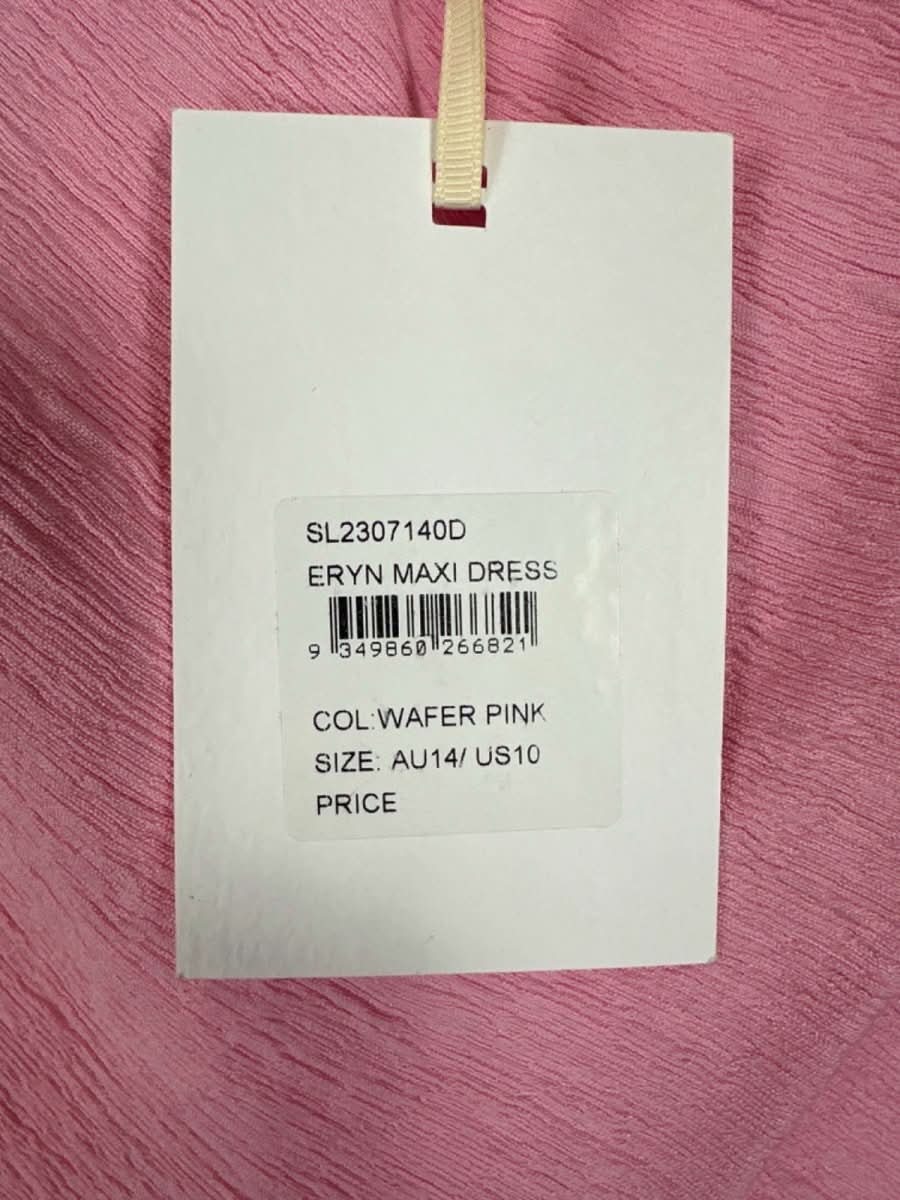 SL2307140D
ERYN MAXI DRESS
9 349860 266821
COL:WAFER PINK
SIZE: AU14/ US10
PRICE